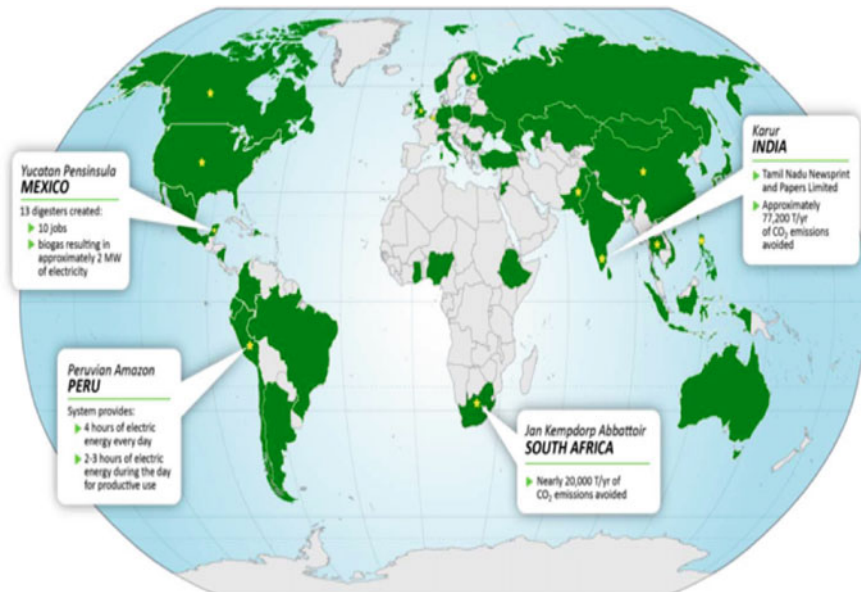 Yucatan Pensinsula
MEXICO
13 digesters created:
10 jobs
biogas resulting in
approximately 2 MW
of electricity
Peruvian Amazon
PERU
System provides:
4 hours of electric
energy every day
2-3 hours of electric
energy during the day
for productive use
Jan Kempdorp Abbattoir
SOUTH AFRICA
Nearly 20,000 T/yr of
CO₂ emissions avoided
Karur
INDIA
Tamil Nadu Newsprint
and Papers Limited
Approximately
77,200 T/yr
of CO₂ emissions
avoided